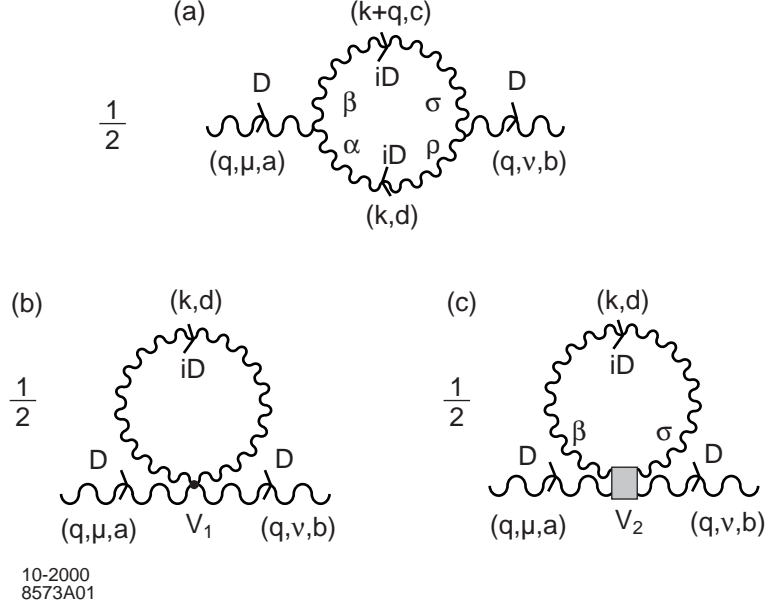 (a)
(k+q,c)
iD
D
D
β
σ
1
2
α
iD
ρ
(q,μ,a)
(q,ν,b)
(k,d)
(b)
(k,d)
iD
1
2
D
D
(q,μ,a)
V1
(q,ν,b)
(c)
(k,d)
iD
1
2
β
σ
D
D
(q,μ,a)
V2
(q,ν,b)
10-2000
8573A01